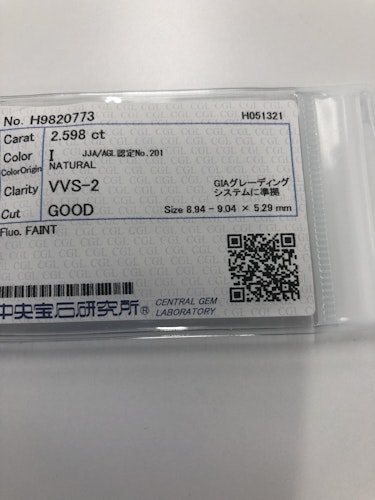 No. H9820773 H051321
Carat 2.598 ct
Color I JJA/AGL 認定No.201
ColorOrigin NATURAL
Clarity VVS-2 GIAグレーディング
システムに準拠
Cut GOOD Size 8.94 - 9.04 × 5.29 mm
Fluo. FAINT
中央宝石研究所® CENTRAL GEM
LABORATORY